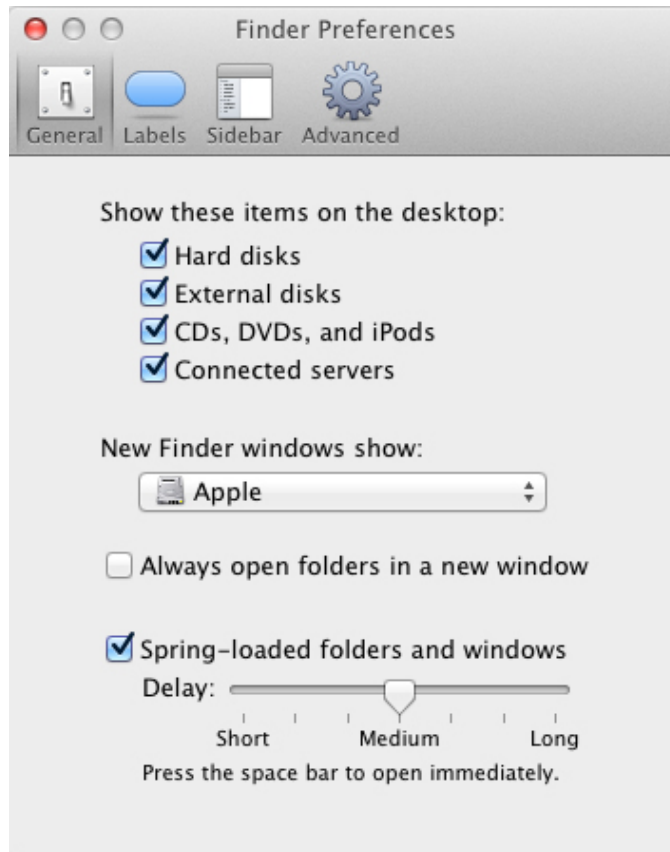 Finder Preferences
General Labels Sidebar Advanced
Show these items on the desktop:
Hard disks
External disks
CDs, DVDs, and iPods
Connected servers
New Finder windows show:
Apple
Always open folders in a new window
Spring-loaded folders and windows
Delay:
Short Medium Long
Press the space bar to open immediately.